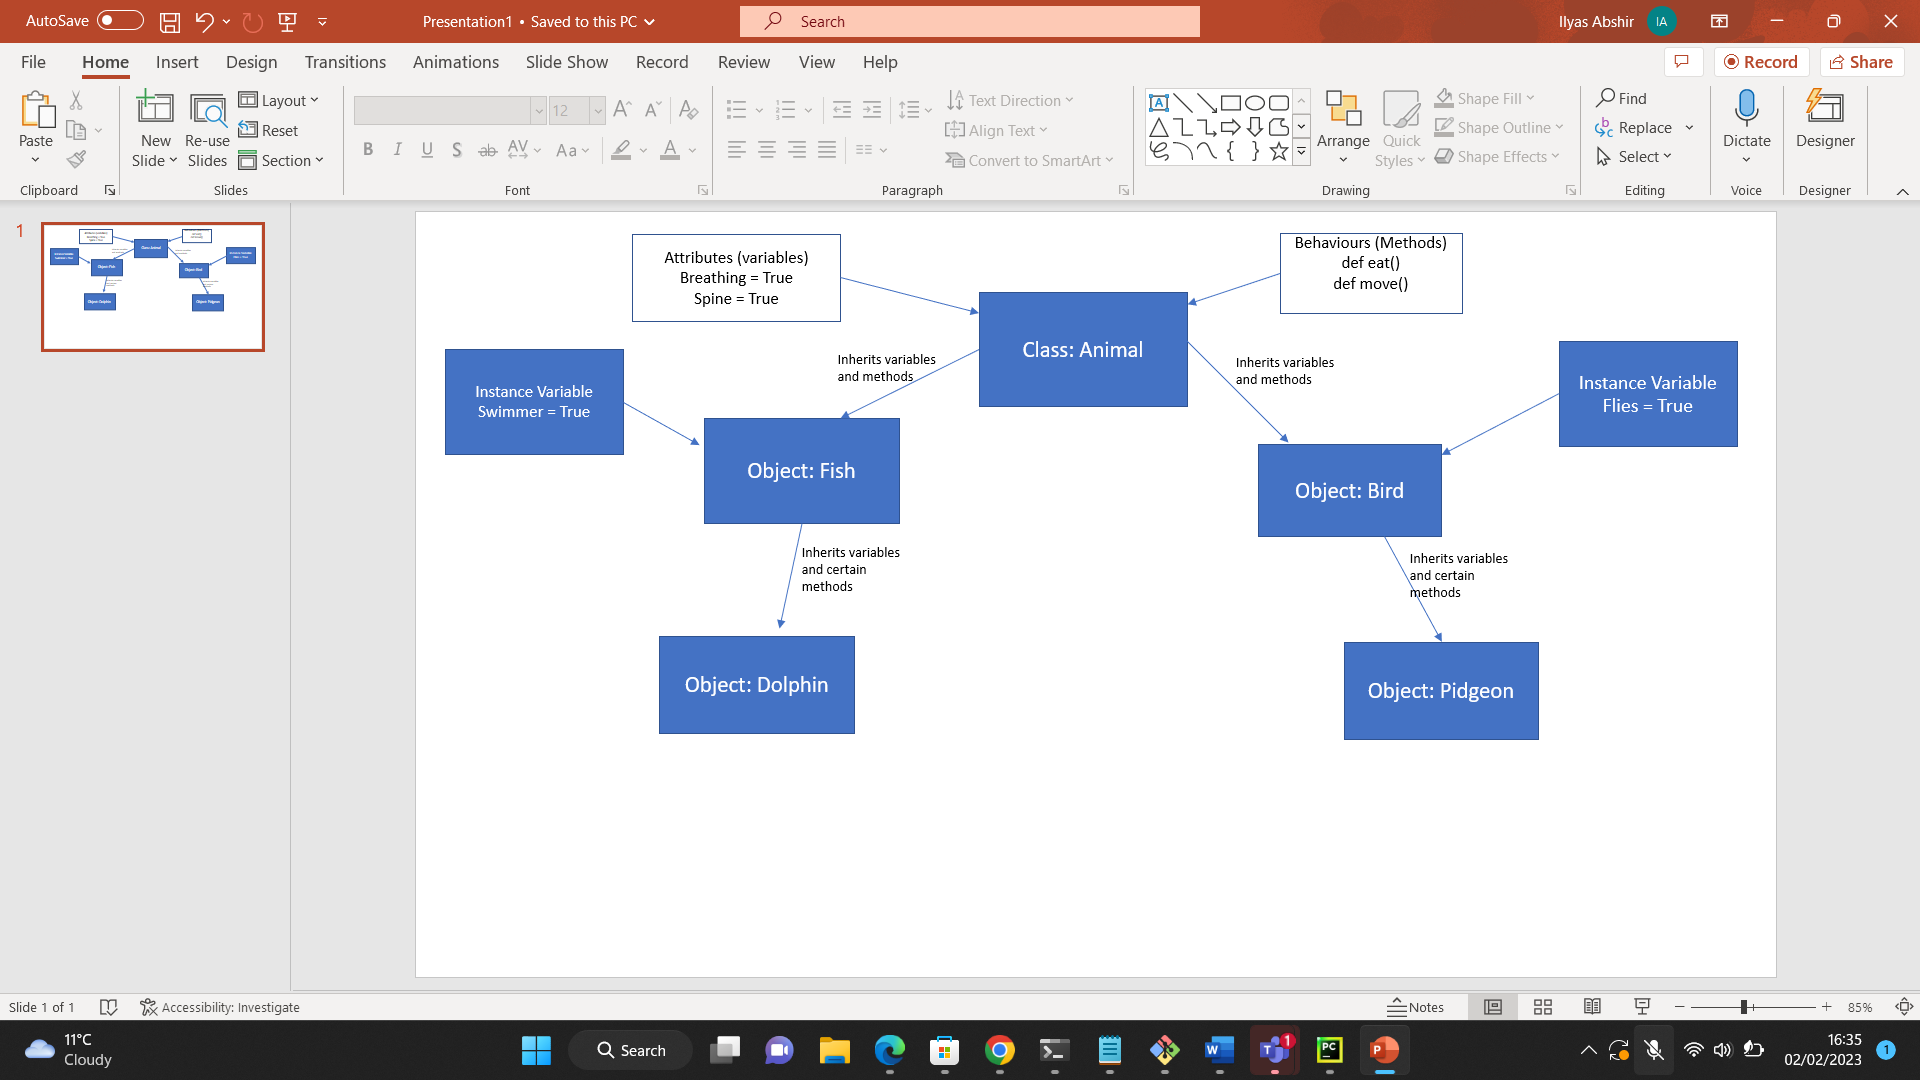 AutoSave
Presentation1 • Saved to this PC
Search
Ilyas Abshir
IA
File
Home
Insert
Design
Transitions
Animations
Slide Show
Record
Review
View
Help
Record
Share
Paste
Clipboard
New
Slide
Re-use
Slides
Layout
Reset
Section
Slides
12
Font
Text Direction
Align Text
Convert to SmartArt
Paragraph
Arrange
Quick
Styles
Shape Fill
Shape Outline
Shape Effects
Drawing
Find
Replace
Select
Editing
Dictate
Voice
Designer
Designer
1
Attributes (variables)
Breathing = True
Spine = True
Behaviours (Methods)
def eat()
def move()
Class: Animal
Inherits variables
and methods
Inherits variables
and methods
Instance Variable
Swimmer = True
Instance Variable
Flies = True
Object: Fish
Object: Bird
Inherits variables
and certain
methods
Inherits variables
and certain
methods
Object: Dolphin
Object: Pidgeon
Slide 1 of 1
Accessibility: Investigate
Notes
85%
11°C
Cloudy
Search
1
16:35
02/02/2023
1